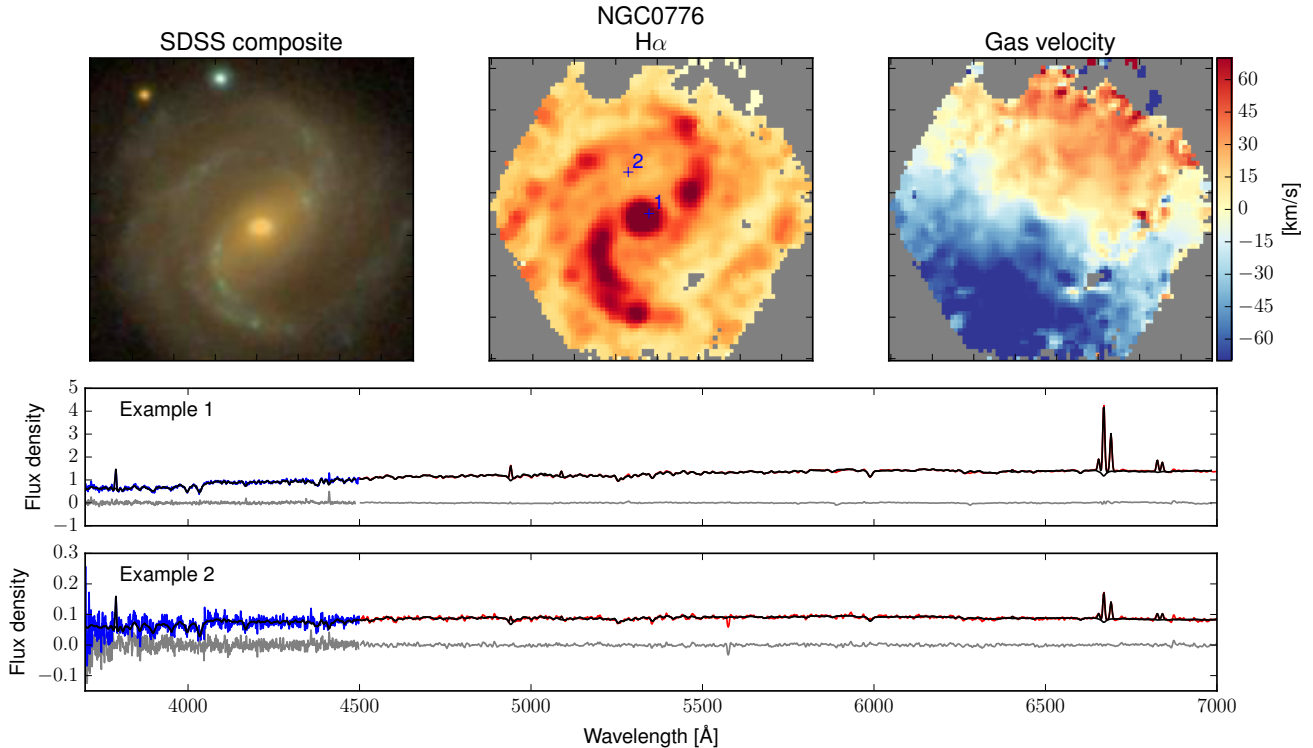 NGC0776
SDSS composite
Hα
Gas velocity
2
1
60
45
30
15
0
−15
−30
−45
−60
[km/s]
5
4
3
2
1
0
−1
Flux density
Example 1
0.3
0.2
0.1
0.0
−0.1
Flux density
Example 2
4000 4500 5000 5500 6000 6500 7000
Wavelength [Å]